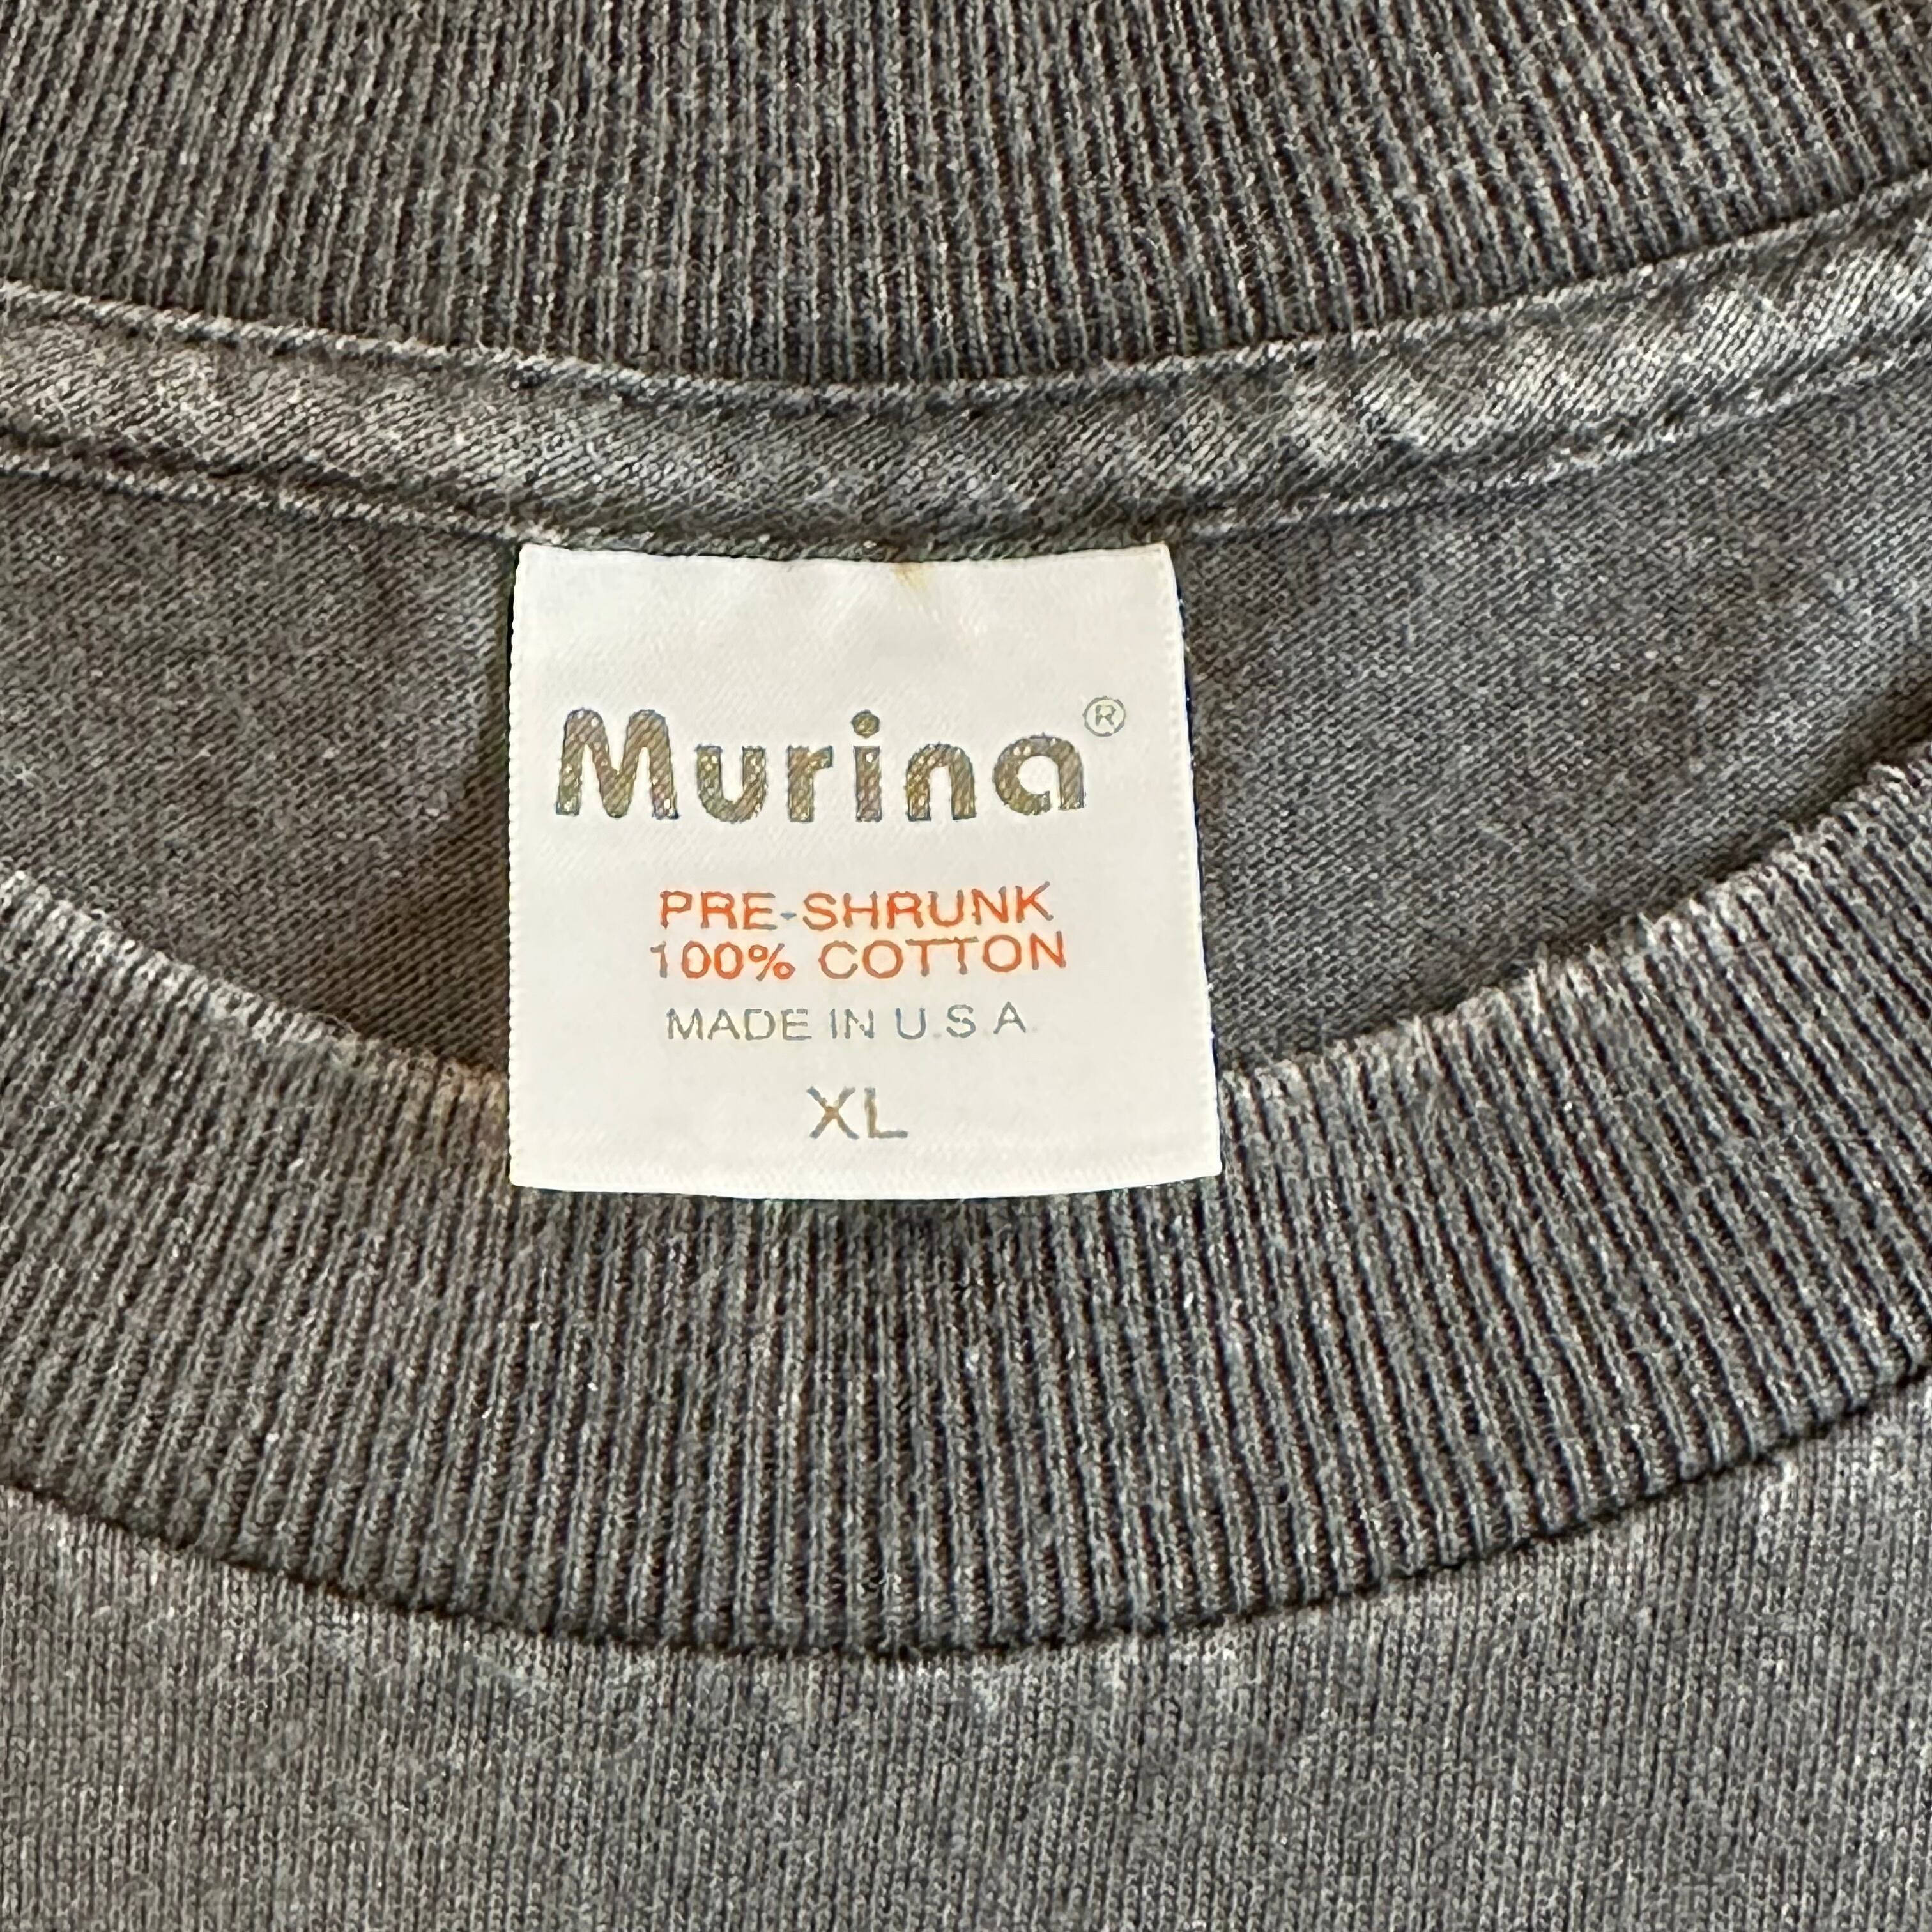 Murina®
PRE-SHRUNK
100% COTTON
MADE IN U.S.A.
XL